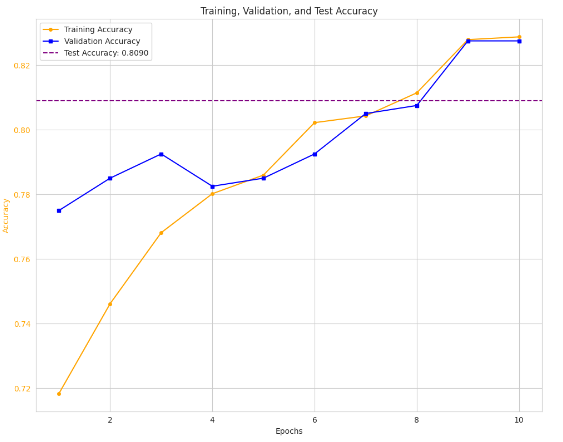 Training, Validation, and Test Accuracy
Training Accuracy
Validation Accuracy
Test Accuracy: 0.8090
0.82
0.80
0.78
0.76
0.74
0.72
Accuracy
2
4
6
8
10
Epochs